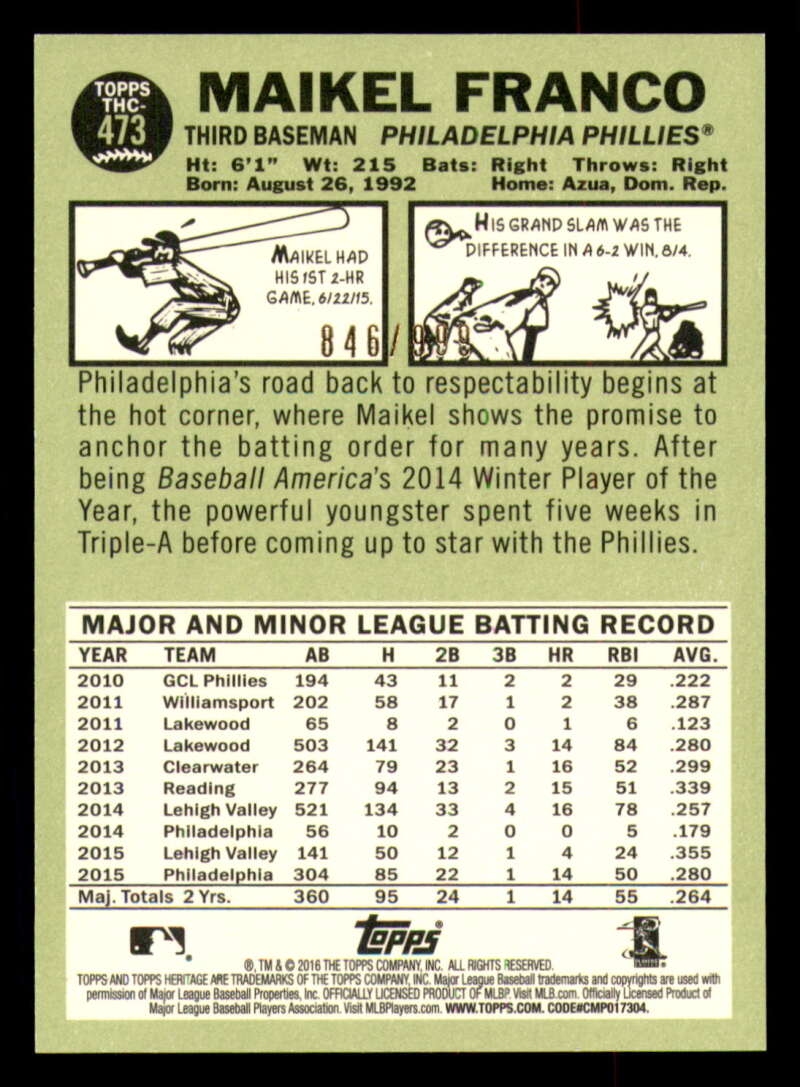 TOPPS
THC-
473
MAIKEL FRANCO
THIRD BASEMAN PHILADELPHIA PHILLIES®
Ht: 6'1" Wt: 215 Bats: Right Throws: Right
Born: August 26, 1992 Home: Azua, Dom. Rep.
MAIKEL HAD
HIS 1ST 2-HR
GAME, 6/22/15.
HIS GRAND SLAM WAS THE
DIFFERENCE IN A 6-2 WIN, 8/4.
846/999
Philadelphia's road back to respectability begins at
the hot corner, where Maikel shows the promise to
anchor the batting order for many years. After
being Baseball America's 2014 Winter Player of the
Year, the powerful youngster spent five weeks in
Triple-A before coming up to star with the Phillies.
MAJOR AND MINOR LEAGUE BATTING RECORD
YEAR TEAM AB H 2B 3B HR RBI AVG.
2010 GCL Phillies 194 43 11 2 2 29 .222
2011 Williamsport 202 58 17 1 2 38 .287
2011 Lakewood 65 8 2 0 1 6 .123
2012 Lakewood 503 141 32 3 14 84 .280
2013 Clearwater 264 79 23 1 16 52 .299
2013 Reading 277 94 13 2 15 51 .339
2014 Lehigh Valley 521 134 33 4 16 78 .257
2014 Philadelphia 56 10 2 0 0 5 .179
2015 Lehigh Valley 141 50 12 1 4 24 .355
2015 Philadelphia 304 85 22 1 14 50 .280
Maj. Totals 2 Yrs. 360 95 24 1 14 55 .264
Topps®
®, TM & © 2016 THE TOPPS COMPANY, INC. ALL RIGHTS RESERVED.
TOPPS AND TOPPS HERITAGE ARE TRADEMARKS OF THE TOPPS COMPANY, INC. Major League Baseball trademarks and copyrights are used with
permission of Major League Baseball Properties, Inc. OFFICIALLY LICENSED PRODUCT OF MLBP. Visit MLB.com. Officially Licensed Product of
Major League Baseball Players Association. Visit MLBPlayers.com. WWW.TOPPS.COM. CODE#CMP017304.